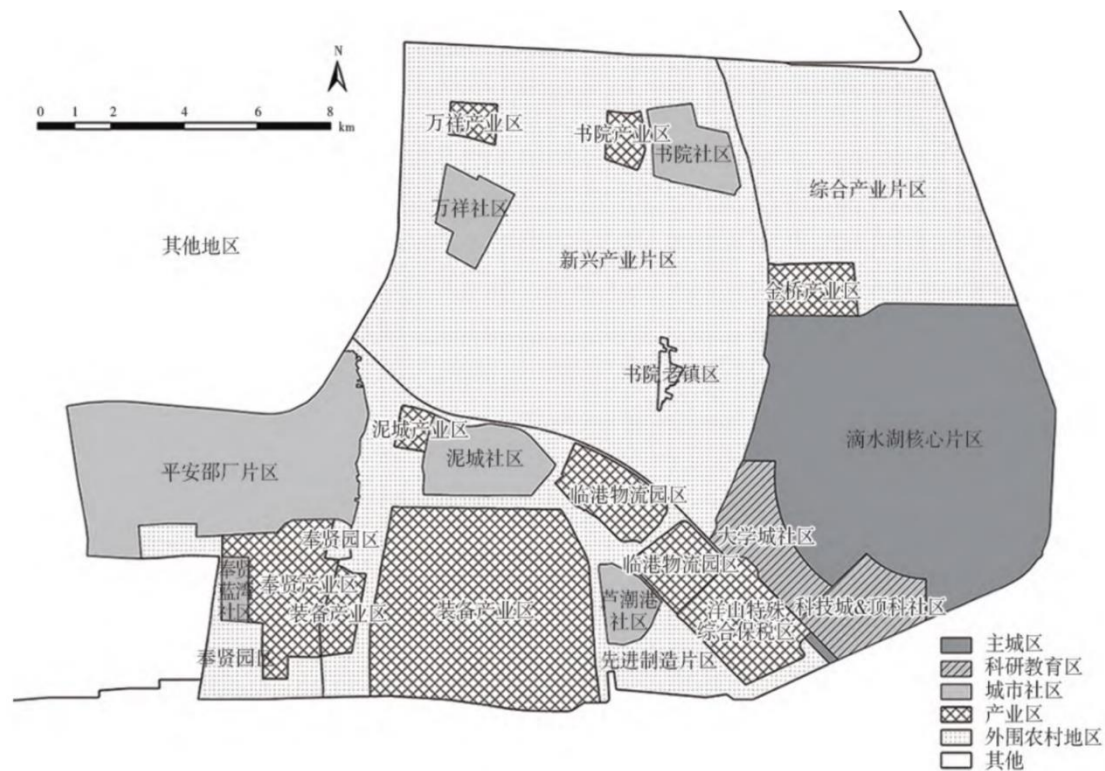 N
0 1 2 4 6 8
km
万祥产业区
书院产业区
书院社区
万祥社区
综合产业片区
其他地区
新兴产业片区
金桥产业区
书院老镇区
泥城产业区
滴水湖核心片区
平安邵厂片区
泥城社区
临港物流园区
奉贤园区
大学城社区
临港物流园区
奉贤
蓝湾
社区
奉贤产业区
装备产业区
装备产业区
芦潮港
社区
洋山特殊
综合保税区
科技城&顶科社区
奉贤园区
先进制造片区
主城区
科研教育区
城市社区
产业区
外围农村地区
其他